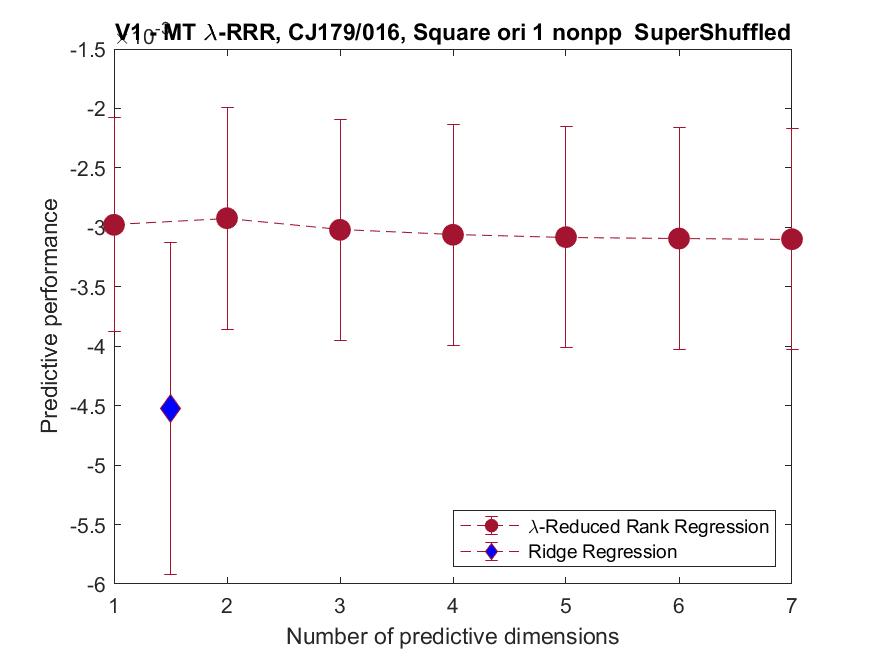 V1 - MT λ-RRR, CJ179/016, Square ori 1 nonpp  SuperShuffled
×10-3
-1.5
-2
-2.5
-3
-3.5
-4
-4.5
-5
-5.5
-6
Predictive performance
1 2 3 4 5 6 7
Number of predictive dimensions
λ-Reduced Rank Regression
Ridge Regression